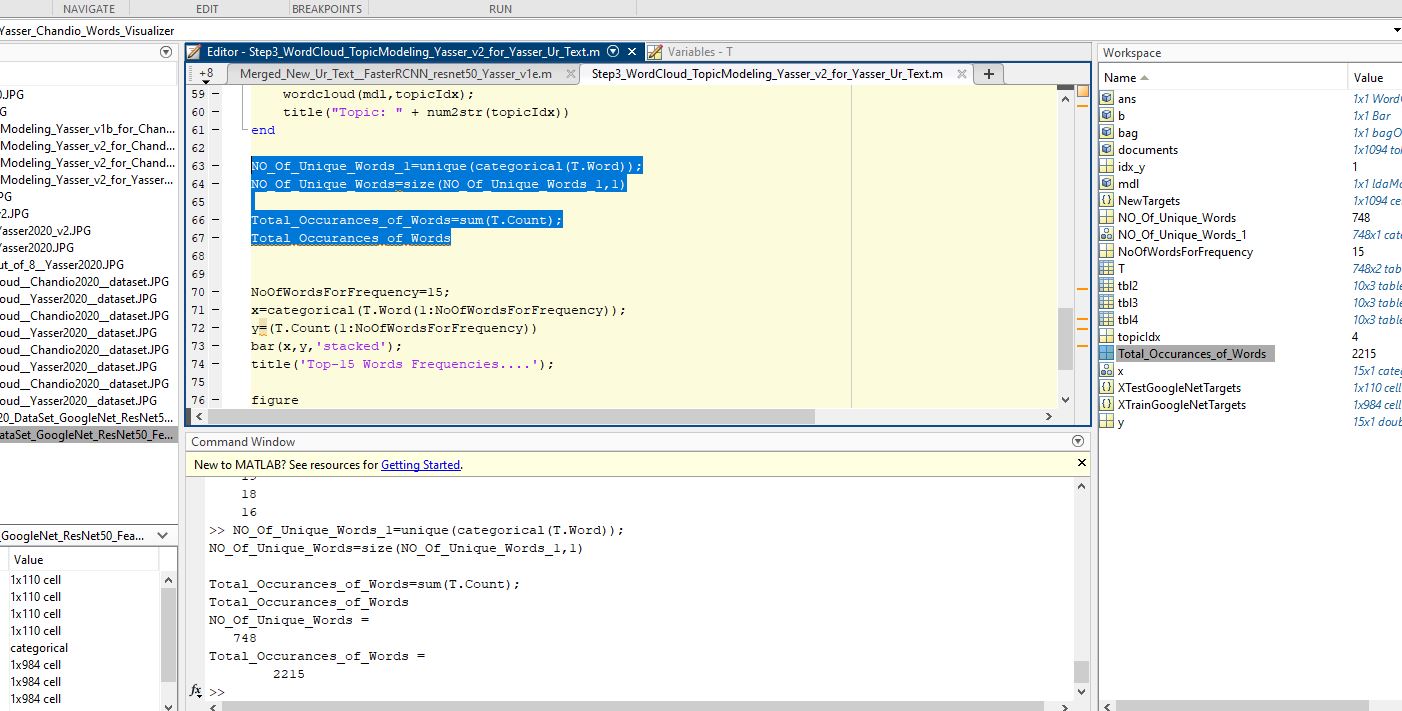 NAVIGATE EDIT BREAKPOINTS RUN
Yasser_Chandio_Words_Visualizer
).JPG
G
Modeling_Yasser_v1b_for_Chan...
Modeling_Yasser_v2_for_Chand...
Modeling_Yasser_v2_for_Chand...
Modeling_Yasser_v2_for_Yasser...
PG
v2.JPG
asser2020_v2.JPG
asser2020.JPG
ut_of_8__Yasser2020.JPG
oud__Chandio2020__dataset.JPG
oud__Yasser2020__dataset.JPG
oud__Chandio2020__dataset.JPG
oud__Yasser2020__dataset.JPG
oud__Chandio2020__dataset.JPG
oud__Yasser2020__dataset.JPG
oud__Chandio2020__dataset.JPG
oud__Yasser2020__dataset.JPG
20_DataSet_GoogleNet_ResNet5...
ataSet_GoogleNet_ResNet50_Fe...
_GoogleNet_ResNet50_Fea...
Value
1x110 cell
1x110 cell
1x110 cell
1x110 cell
categorical
1x984 cell
1x984 cell
1x984 cell
Editor - Step3_WordCloud_TopicModeling_Yasser_v2_for_Yasser_Ur_Text.m
Variables - T
+8 Merged_New_Ur_Text__FasterRCNN_resnet50_Yasser_v1e.m Step3_WordCloud_TopicModeling_Yasser_v2_for_Yasser_Ur_Text.m +
59 – wordcloud(mdl,topicIdx);
60 – title("Topic: " + num2str(topicIdx))
61 – end
62
63 – NO_Of_Unique_Words_1=unique(categorical(T.Word));
64 – NO_Of_Unique_Words=size(NO_Of_Unique_Words_1,1)
65
66 – Total_Occurances_of_Words=sum(T.Count);
67 – Total_Occurances_of_Words
68
69
70 – NoOfWordsForFrequency=15;
71 – x=categorical(T.Word(1:NoOfWordsForFrequency));
72 – y=(T.Count(1:NoOfWordsForFrequency))
73 – bar(x,y,'stacked');
74 – title('Top-15 Words Frequencies....');
75
76 – figure
Command Window
New to MATLAB? See resources for Getting Started.
18
16
>> NO_Of_Unique_Words_1=unique(categorical(T.Word));
NO_Of_Unique_Words=size(NO_Of_Unique_Words_1,1)
Total_Occurances_of_Words=sum(T.Count);
Total_Occurances_of_Words
NO_Of_Unique_Words =
748
Total_Occurances_of_Words =
2215
fx >>
Workspace
Name Value
ans 1x1 Word
b 1x1 Bar
bag 1x1 bagO
documents 1x1094 to
idx_y 1
mdl 1x1 ldaMo
NewTargets 1x1094 ce
NO_Of_Unique_Words 748
NO_Of_Unique_Words_1 748x1 cat
NoOfWordsForFrequency 15
T 748x2 tab
tbl2 10x3 table
tbl3 10x3 table
tbl4 10x3 table
topicIdx 4
Total_Occurances_of_Words 2215
x 15x1 cate
XTestGoogleNetTargets 1x110 cell
XTrainGoogleNetTargets 1x984 cell
y 15x1 doub